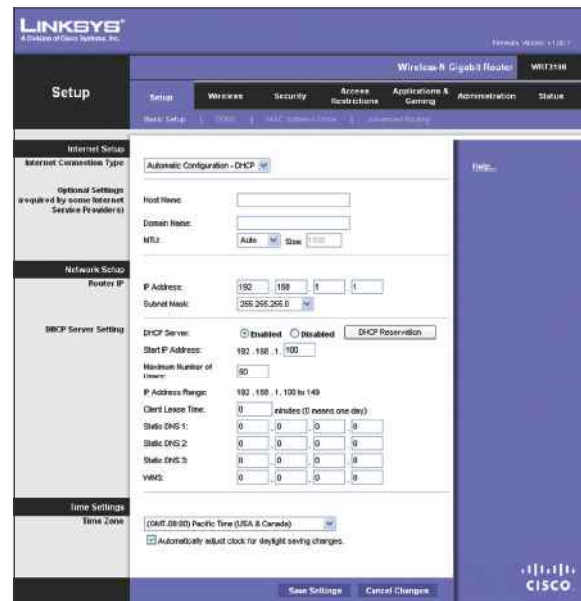 LINKSYS®
A Division of Cisco Systems, Inc.
Firmware Version:
Wireless-N Gigabit Router
Setup
Setup
Wireless
Security
Access Restrictions
Applications & Gaming
Administration
Status
Basic Setup | DDNS | MAC Address Clone | Advanced Routing
Internet Setup
Internet Connection Type
Automatic Configuration - DHCP
Help...
Optional Settings
(required by some Internet
Service Providers)
Host Name:
Domain Name:
MTU: Auto Size: 1500
Network Setup
Router IP
IP Address: 192 . 168 . 1 . 1
Subnet Mask: 255.255.255.0
DHCP Server Setting
DHCP Server: Enabled Disabled DHCP Reservation
Start IP Address: 192 . 168 . 1. 100
Maximum Number of
Users: 50
IP Address Range: 192 . 168 . 1. 100 to 149
Client Lease Time: 0 minutes (0 means one day)
Static DNS 1: 0 . 0 . 0 . 0
Static DNS 2: 0 . 0 . 0 . 0
Static DNS 3: 0 . 0 . 0 . 0
WINS: 0 . 0 . 0 . 0
Time Settings
Time Zone
(GMT-08:00) Pacific Time (USA & Canada)
Automatically adjust clock for daylight saving changes.
Save Settings
Cancel Changes
CISCO